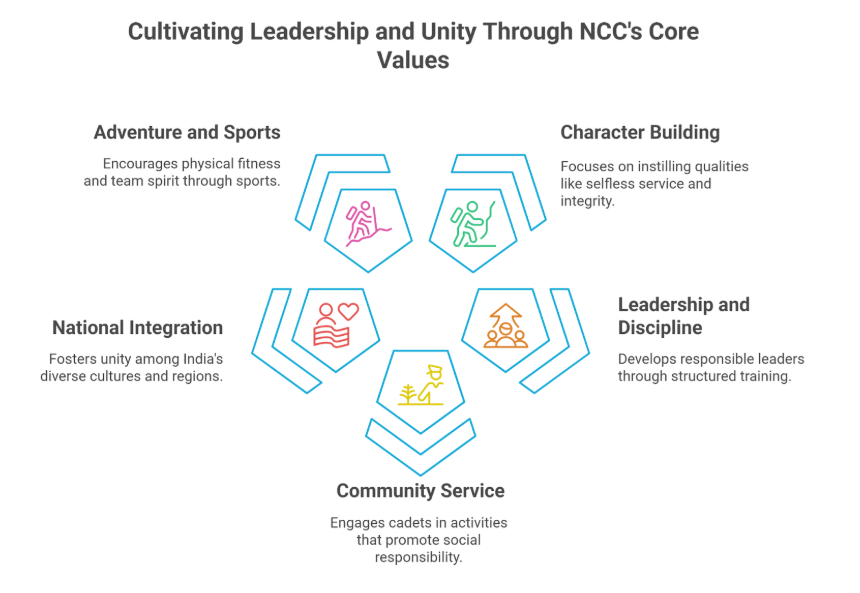 Cultivating Leadership and Unity Through NCC's Core
Values
Adventure and Sports
Encourages physical fitness
and team spirit through sports.
Character Building
Focuses on instilling qualities
like selfless service and
integrity.
National Integration
Fosters unity among India's
diverse cultures and regions.
Leadership and
Discipline
Develops responsible leaders
through structured training.
Community Service
Engages cadets in activities
that promote social
responsibility.